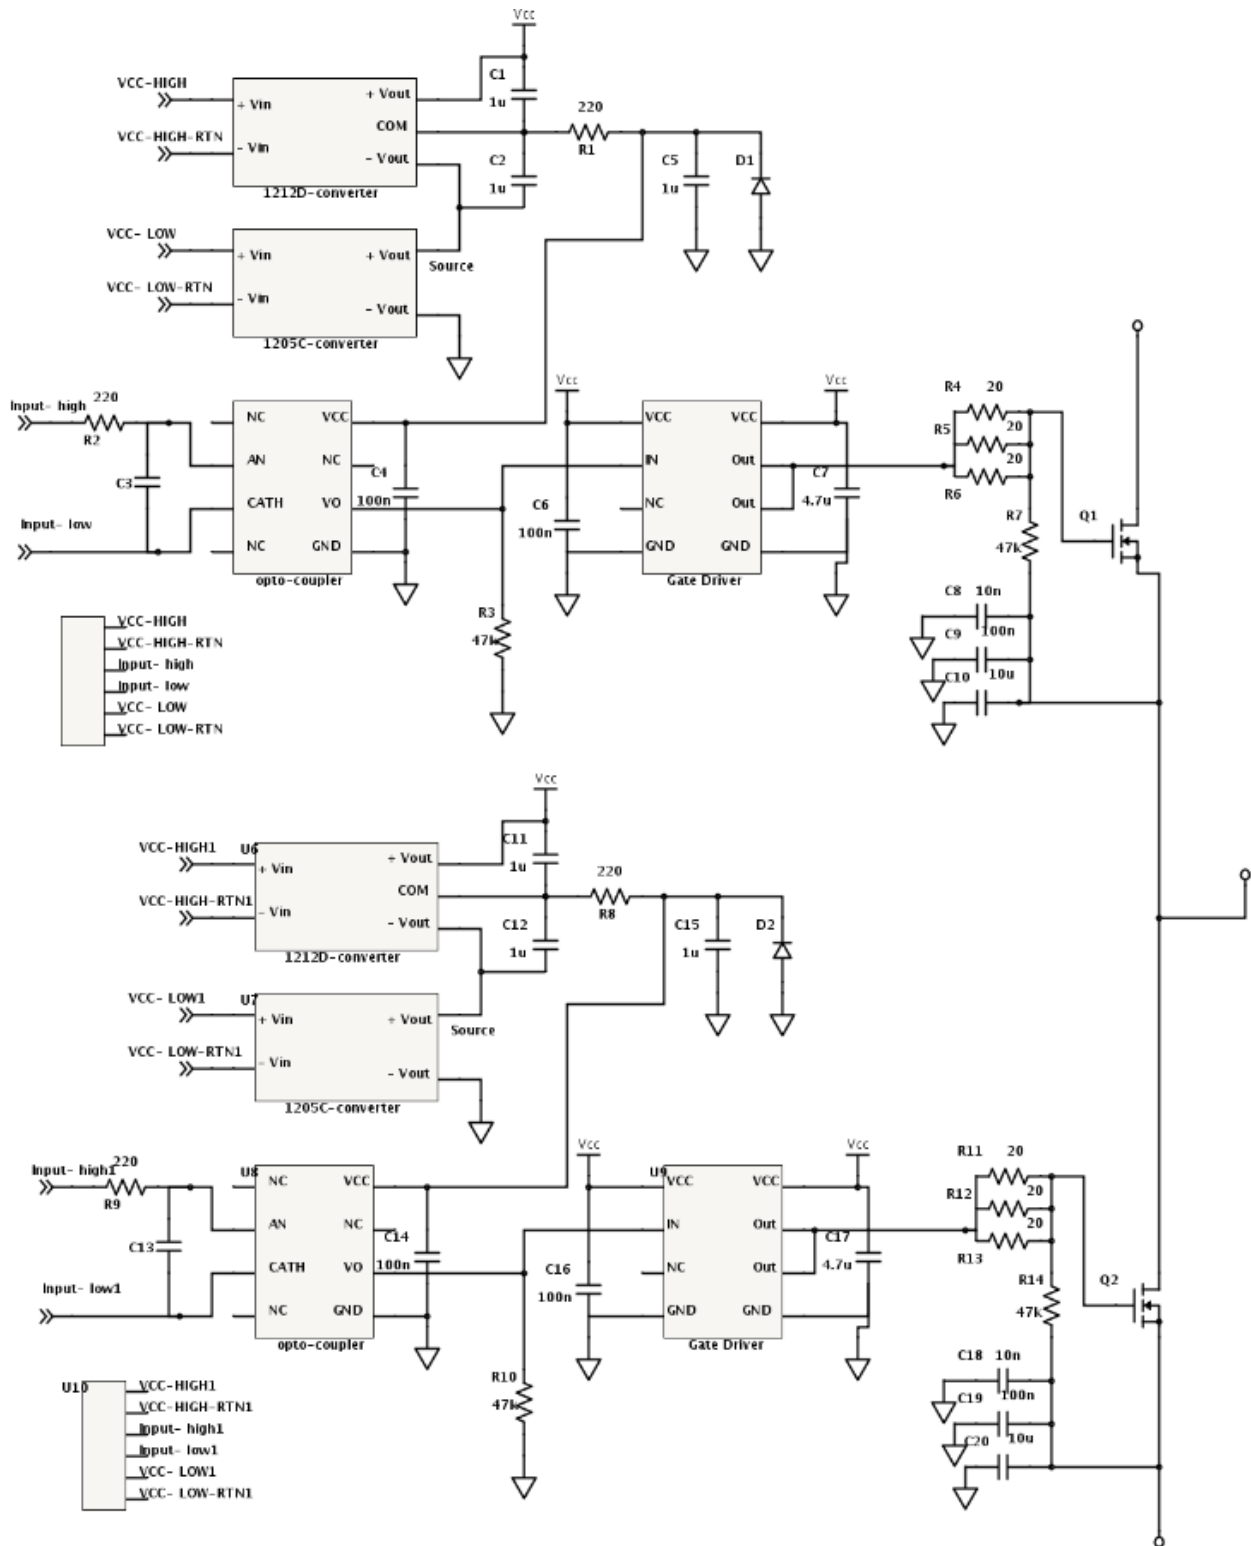 Vcc
VCC-HIGH
+ Vin
+ Vout
C1
1u
220
COM
VCC-HIGH-RTN
- Vin
R1
- Vout
C2
1u
C5
1u
D1
1212D-converter
VCC- LOW
+ Vin
+ Vout
Source
VCC- LOW-RTN
- Vin
- Vout
1205C-converter
Vcc
Vcc
Input- high
220
R2
NC
VCC
VCC
VCC
R4
20
R5
20
AN
NC
C4
100n
IN
Out
C7
4.7u
20
R6
C3
CATH
VO
C6
100n
NC
Out
Input- low
R7
47k
Q1
NC
GND
GND
GND
opto-coupler
Gate Driver
C8
10n
R3
47k
C9
100n
C10
10u
VCC-HIGH
VCC-HIGH-RTN
Input- high
Input- low
VCC- LOW
VCC- LOW-RTN
Vcc
VCC-HIGH1
U6
+ Vin
+ Vout
C11
1u
220
COM
VCC-HIGH-RTN1
- Vin
R8
- Vout
C12
1u
C15
1u
D2
1212D-converter
VCC- LOW1
U7
+ Vin
+ Vout
Source
VCC- LOW-RTN1
- Vin
- Vout
1205C-converter
Vcc
Vcc
Input- high1
220
R9
U8
NC
VCC
U9
VCC
VCC
R11
20
R12
20
AN
NC
C14
100n
IN
Out
C17
4.7u
20
R13
C13
CATH
VO
C16
100n
NC
Out
Input- low1
R14
47k
Q2
NC
GND
GND
GND
opto-coupler
Gate Driver
C18
10n
R10
47k
C19
100n
C20
10u
U10
VCC-HIGH1
VCC-HIGH-RTN1
Input- high1
Input- low1
VCC- LOW1
VCC- LOW-RTN1